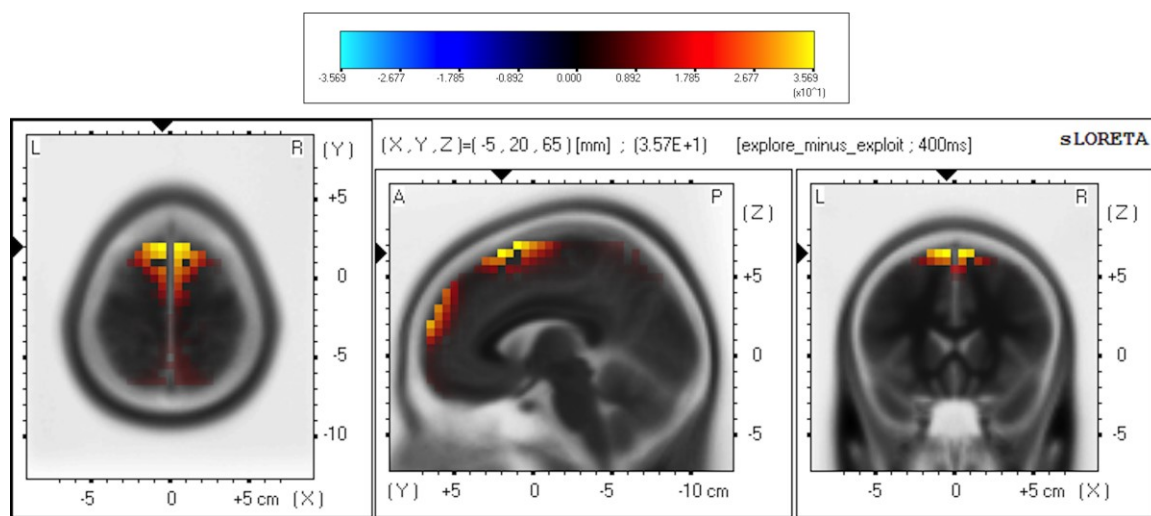 -3.569 -2.677 -1.785 -0.892 0.000 0.892 1.785 2.677 3.569
(x10^1)
(X, Y, Z)=( -5, 20, 65 ) [mm] ; (3.57E+1) [explore_minus_exploit ; 400ms] sLORETA
L R (Y)
+5
0
-5
-10
-5 0 +5 cm (X)
A P (Z)
+5
0
-5
(Y) +5 0 -5 -10 cm
L R (Z)
+5
0
-5
-5 0 +5 cm (X)